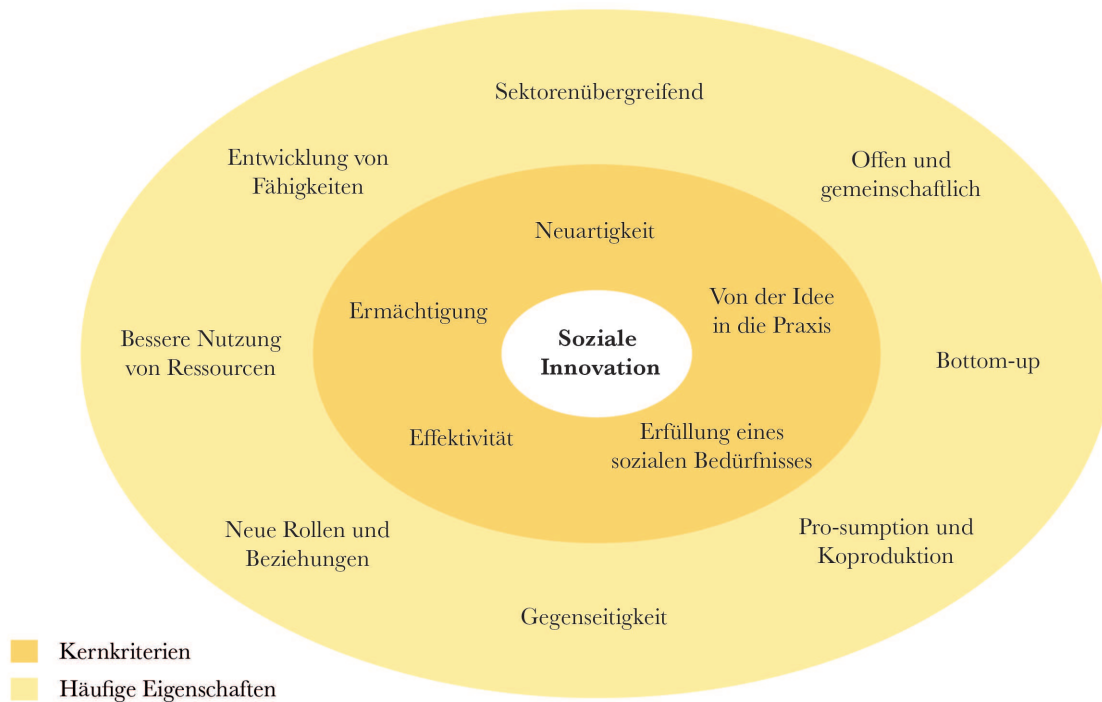 Sektorenübergreifend
Entwicklung von
Fähigkeiten
Offen und
gemeinschaftlich
Neuartigkeit
Ermächtigung
Von der Idee
in die Praxis
Soziale
Innovation
Bessere Nutzung
von Ressourcen
Bottom-up
Effektivität
Erfüllung eines
sozialen Bedürfnisses
Neue Rollen und
Beziehungen
Pro-sumption und
Koproduktion
Gegenseitigkeit
Kernkriterien
Häufige Eigenschaften